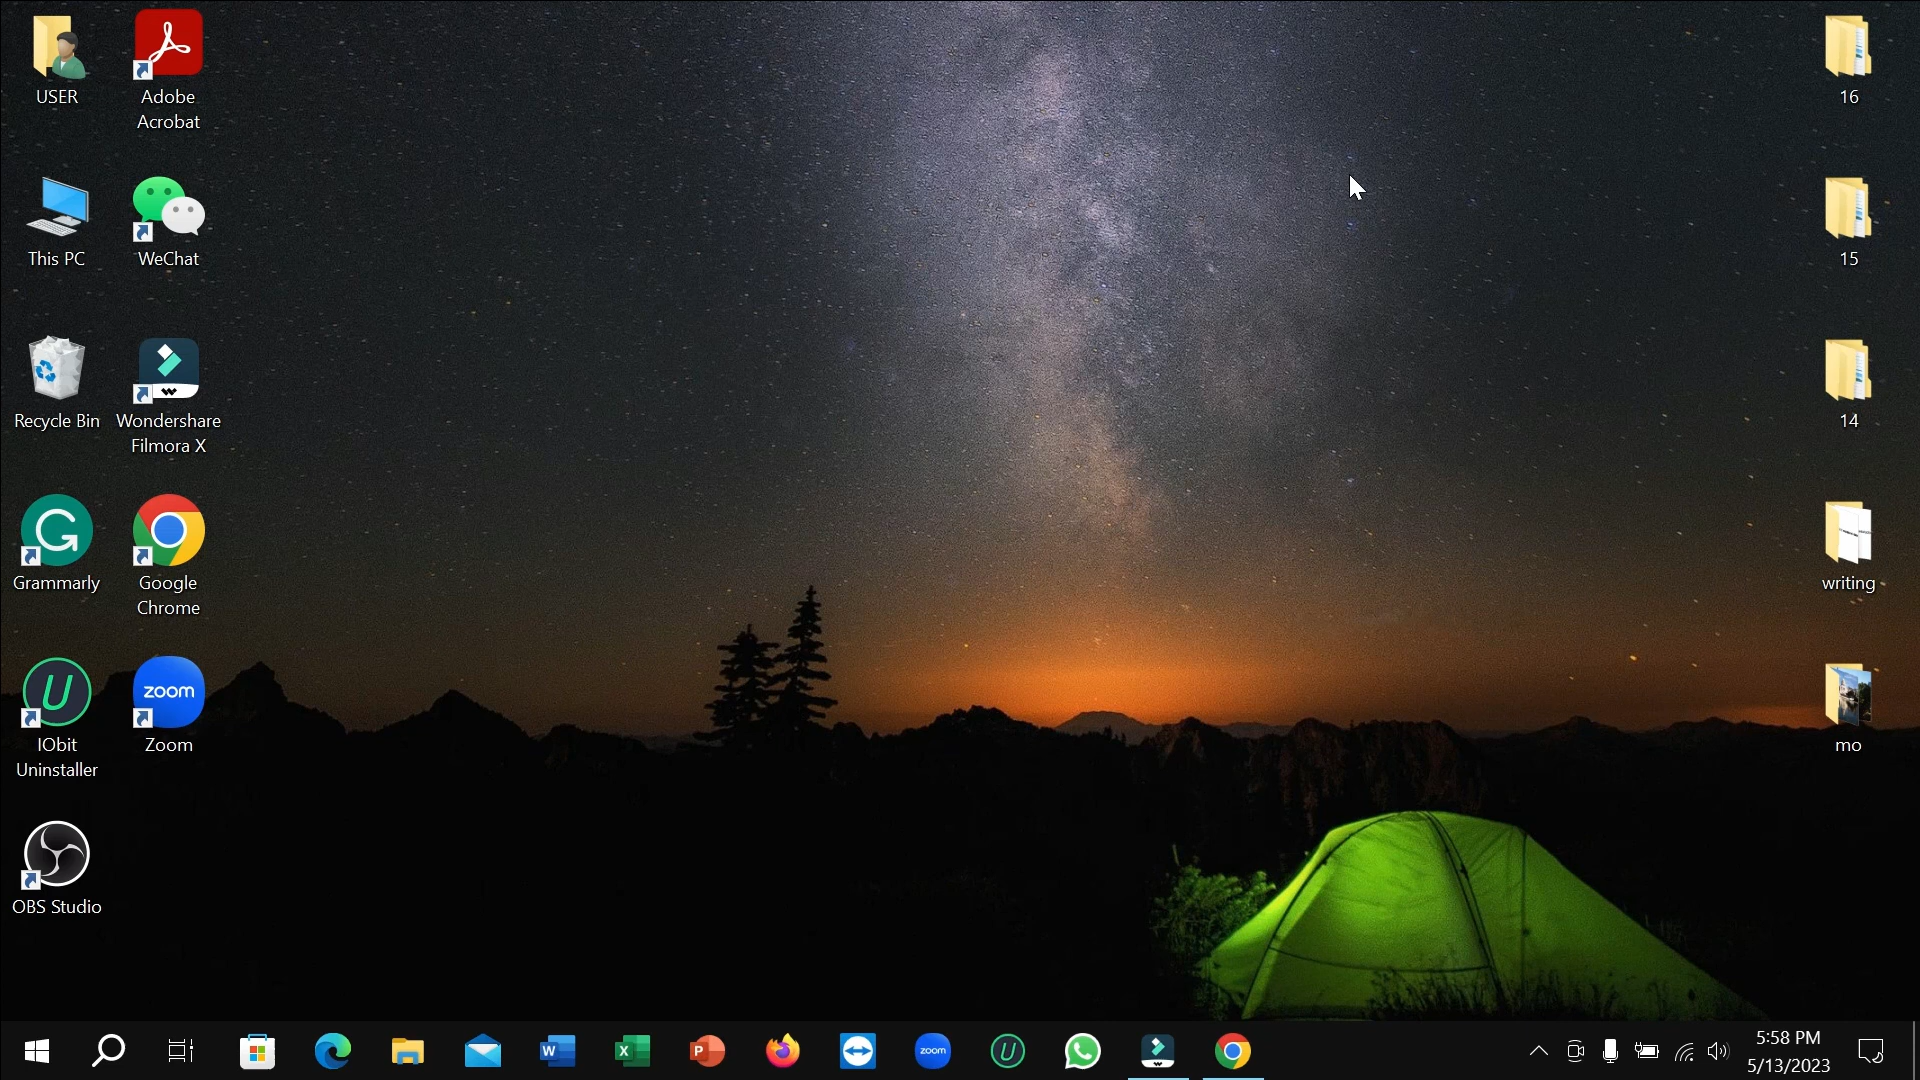 USER
Adobe
Acrobat
This PC
WeChat
Recycle Bin
Wondershare
Filmora X
Grammarly
Google
Chrome
zoom
IObit
Uninstaller
Zoom
OBS Studio
16
15
14
writing
mo
W
X
P
zoom
5:58 PM
5/13/2023